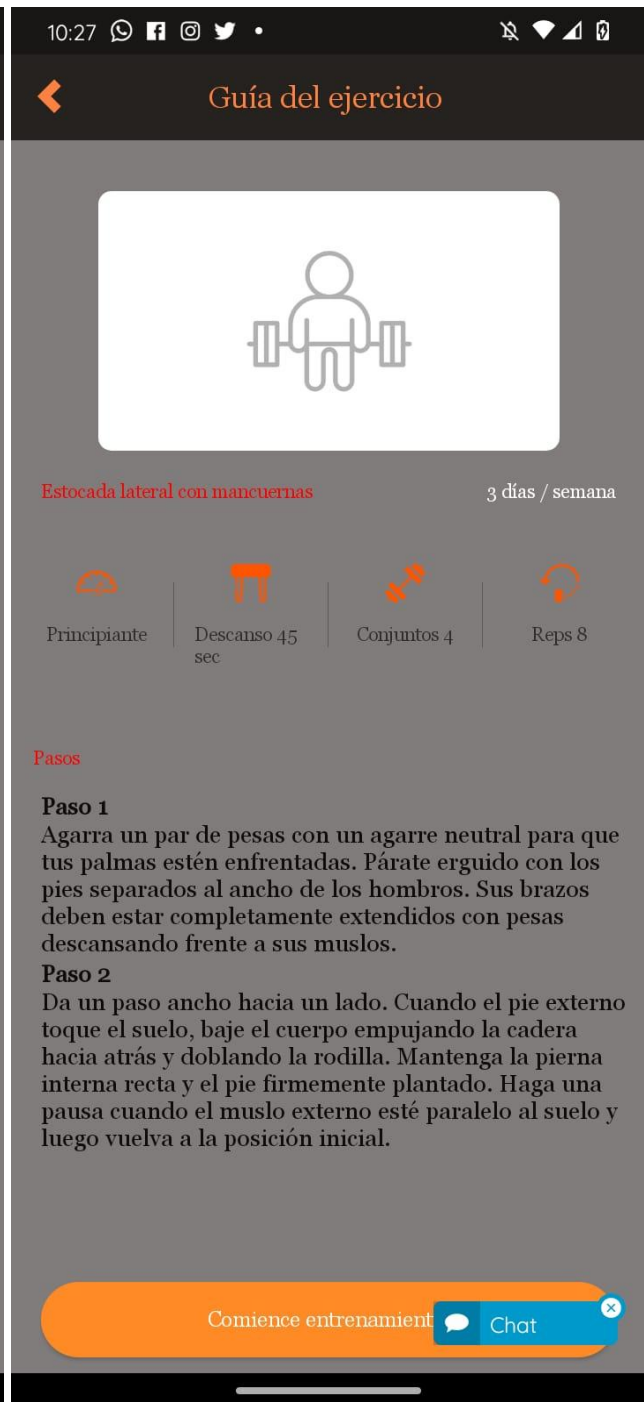 10:27
Guía del ejercicio
Estocada lateral con mancuernas
3 días / semana
Principiante
Descanso 45
sec
Conjuntos 4
Reps 8
Pasos
Paso 1
Agarra un par de pesas con un agarre neutral para que
tus palmas estén enfrentadas. Párate erguido con los
pies separados al ancho de los hombros. Sus brazos
deben estar completamente extendidos con pesas
descansando frente a sus muslos.
Paso 2
Da un paso ancho hacia un lado. Cuando el pie externo
toque el suelo, baje el cuerpo empujando la cadera
hacia atrás y doblando la rodilla. Mantenga la pierna
interna recta y el pie firmemente plantado. Haga una
pausa cuando el muslo externo esté paralelo al suelo y
luego vuelva a la posición inicial.
Comience entrenamient
Chat